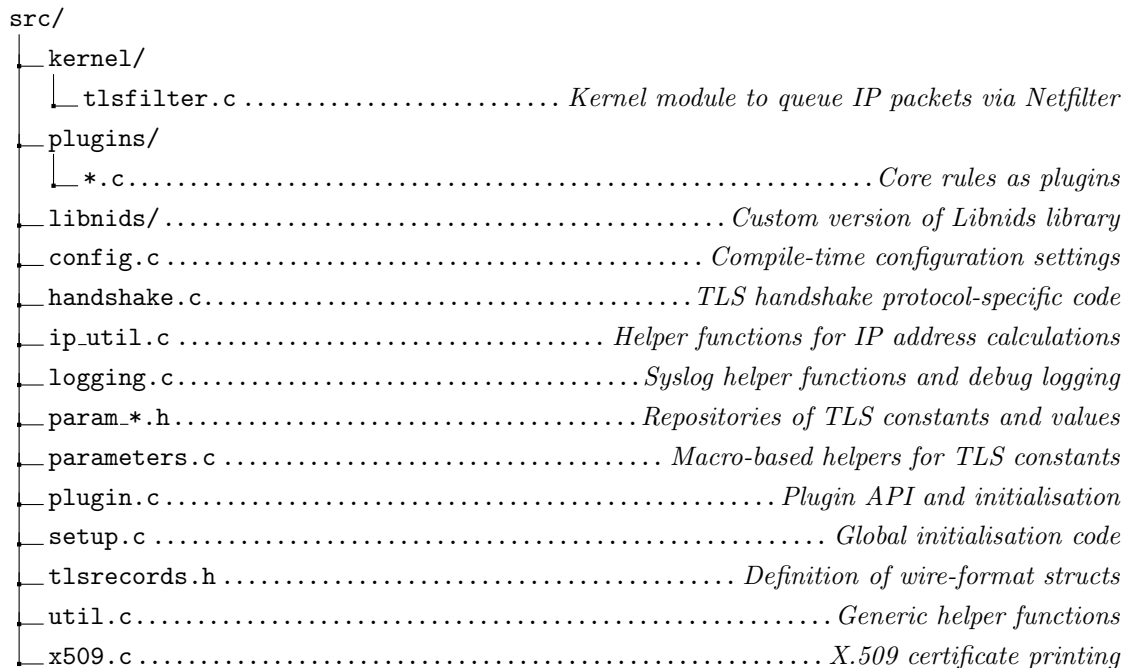 src/
kernel/
tlsfilter.c .......................... Kernel module to queue IP packets via Netfilter
plugins/
*.c.............................................................. Core rules as plugins
libnids/ ............................................... Custom version of Libnids library
config.c ............................................. Compile-time configuration settings
handshake.c........................................... TLS handshake protocol-specific code
ip_util.c ................................... Helper functions for IP address calculations
logging.c...................................... Syslog helper functions and debug logging
param_*.h...................................... Repositories of TLS constants and values
parameters.c .................................... Macro-based helpers for TLS constants
plugin.c................................................... Plugin API and initialisation
setup.c ........................................................ Global initialisation code
tlsrecords.h ........................................... Definition of wire-format structs
util.c.......................................................... Generic helper functions
x509.c......................................................... X.509 certificate printing